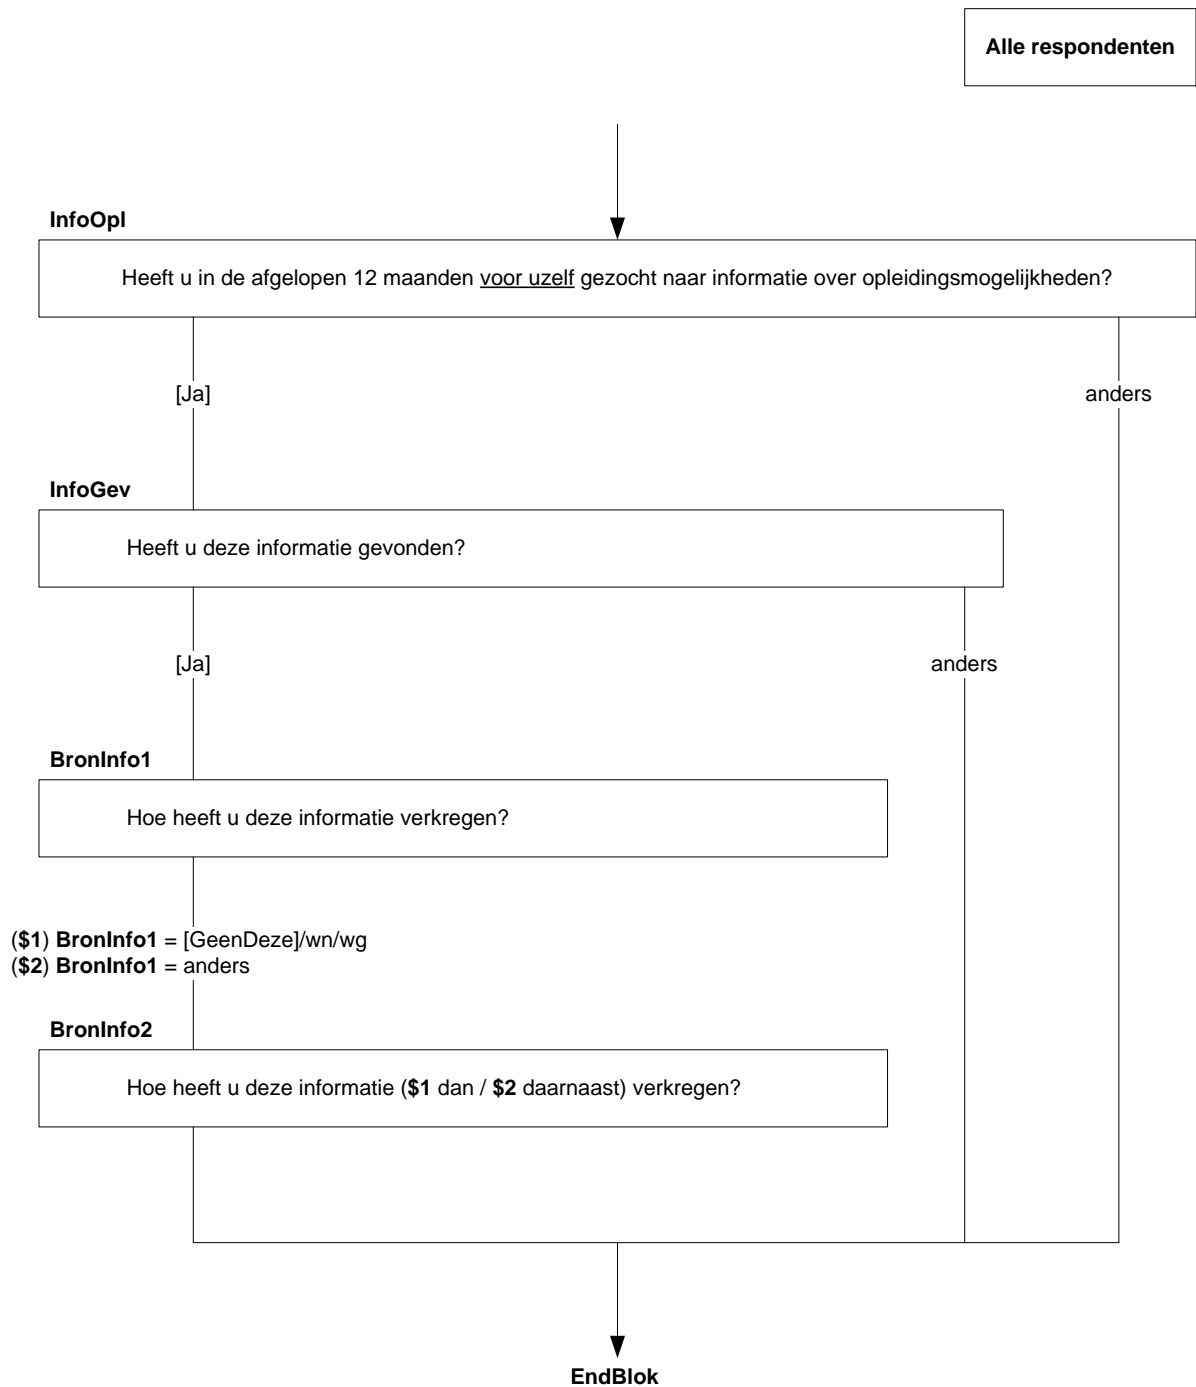 Alle respondenten
InfoOpl
Heeft u in de afgelopen 12 maanden voor uzelf gezocht naar informatie over opleidingsmogelijkheden?
[Ja]
anders
InfoGev
Heeft u deze informatie gevonden?
[Ja]
anders
BronInfo1
Hoe heeft u deze informatie verkregen?
($1) BronInfo1 = [GeenDeze]/wn/wg
($2) BronInfo1 = anders
BronInfo2
Hoe heeft u deze informatie ($1 dan / $2 daarnaast) verkregen?
EndBlok